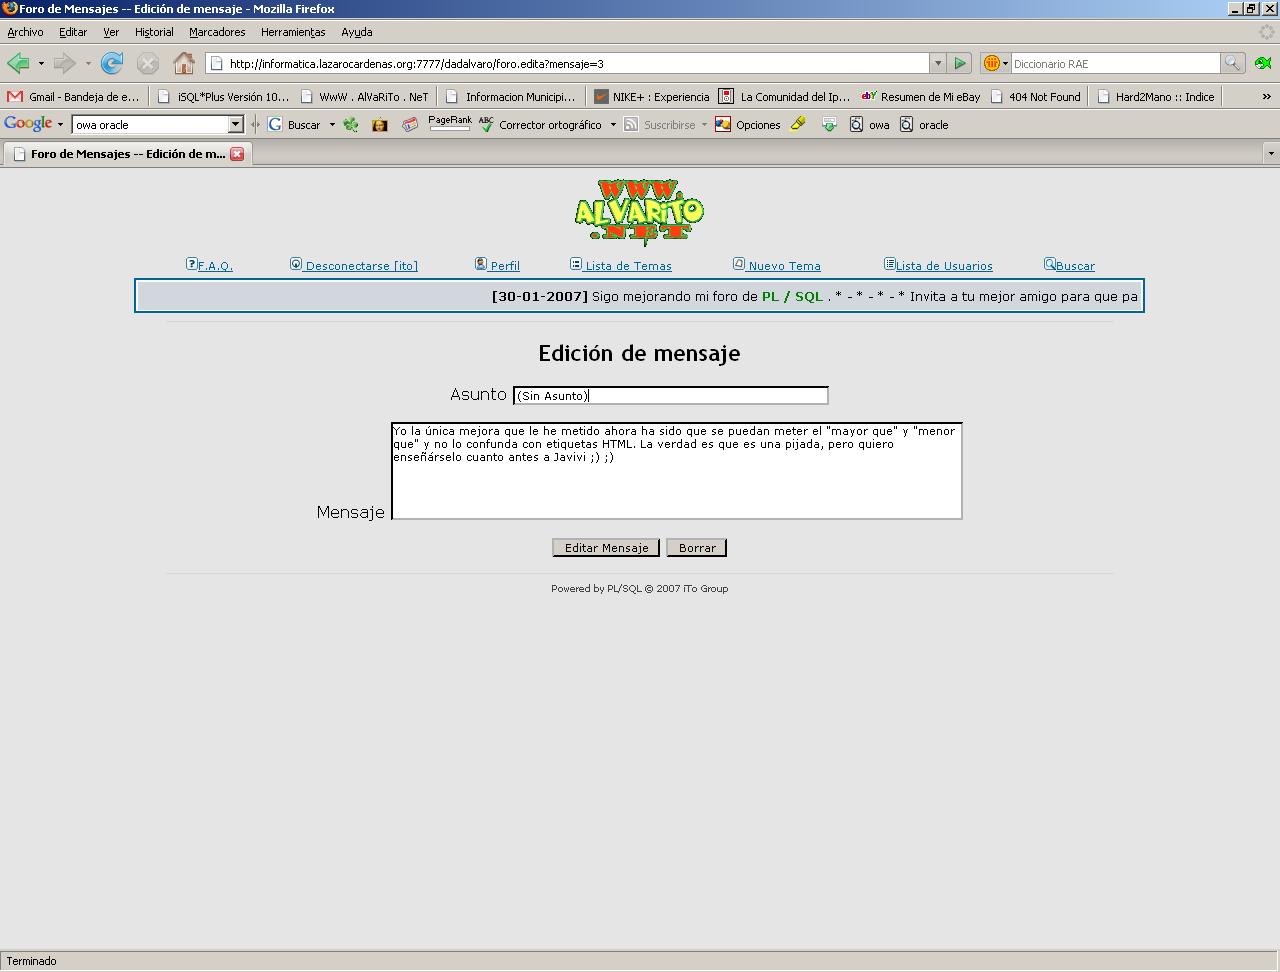 Foro de Mensajes -- Edición de mensaje - Mozilla Firefox
Archivo Editar Ver Historial Marcadores Herramientas Ayuda
http://informatica.lazarocardenas.org:7777/dadalvaro/foro.edita?mensaje=3 Diccionario RAE
Gmail - Bandeja de e... iSQL*Plus Versión 10... WwW . AlVaRiTo . NeT Informacion Municipi... NIKE+ : Experiencia La Comunidad del Ip... Resumen de Mi eBay 404 Not Found Hard2Mano :: Indice »
Google owa oracle Buscar PageRank Corrector ortográfico Suscribirse Opciones owa oracle
Foro de Mensajes -- Edición de m...
WWW.
ALVARITO
.NET
F.A.Q. Desconectarse [ito] Perfil Lista de Temas Nuevo Tema Lista de Usuarios Buscar
[30-01-2007] Sigo mejorando mi foro de PL / SQL . * - * - * - * Invita a tu mejor amigo para que pa
Edición de mensaje
Asunto (Sin Asunto)
Yo la única mejora que le he metido ahora ha sido que se puedan meter el "mayor que" y "menor
que" y no lo confunda con etiquetas HTML. La verdad es que es una pijada, pero quiero
enseñárselo cuanto antes a Javivi ;) ;)
Mensaje
Editar Mensaje Borrar
Powered by PL/SQL © 2007 iTo Group
Terminado